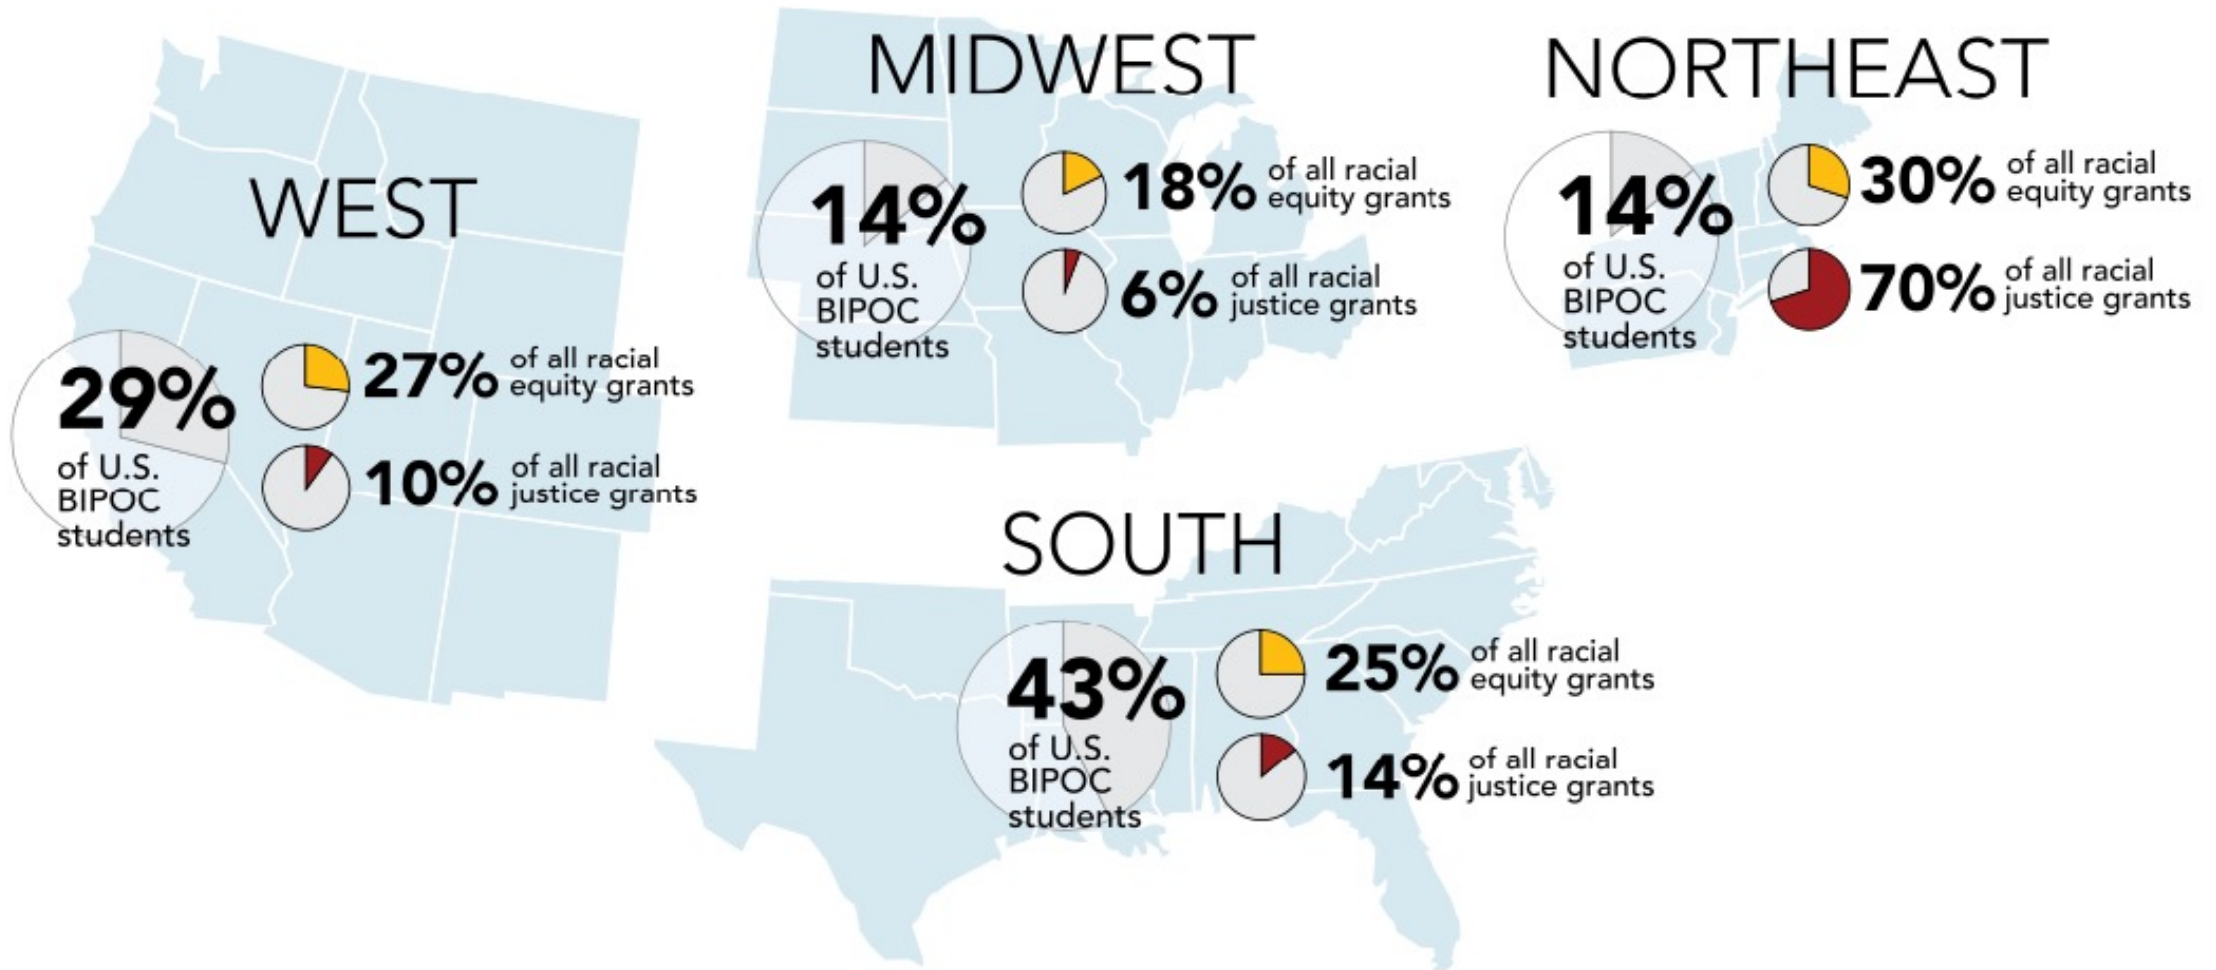 WEST
29%
of U.S.
BIPOC
students
27% of all racial
equity grants
10% of all racial
justice grants
MIDWEST
14%
of U.S.
BIPOC
students
18% of all racial
equity grants
6% of all racial
justice grants
NORTHEAST
14%
of U.S.
BIPOC
students
30% of all racial
equity grants
70% of all racial
justice grants
SOUTH
43%
of U.S.
BIPOC
students
25% of all racial
equity grants
14% of all racial
justice grants